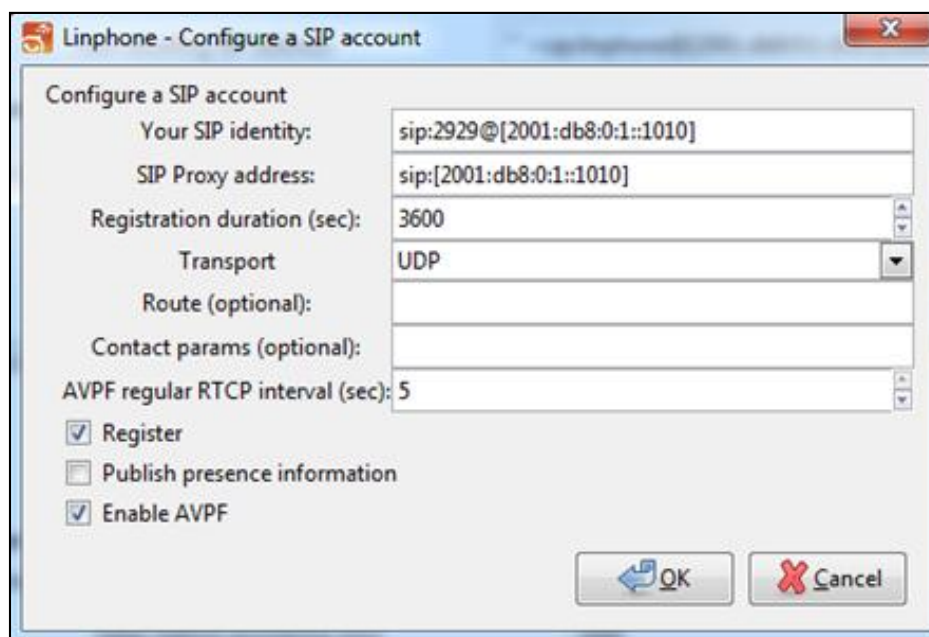 Linphone - Configure a SIP account
Configure a SIP account
Your SIP identity: sip:2929@[2001:db8:0:1::1010]
SIP Proxy address: sip:[2001:db8:0:1::1010]
Registration duration (sec): 3600
Transport UDP
Route (optional):
Contact params (optional):
AVPF regular RTCP interval (sec): 5
Register
Publish presence information
Enable AVPF
OK Cancel